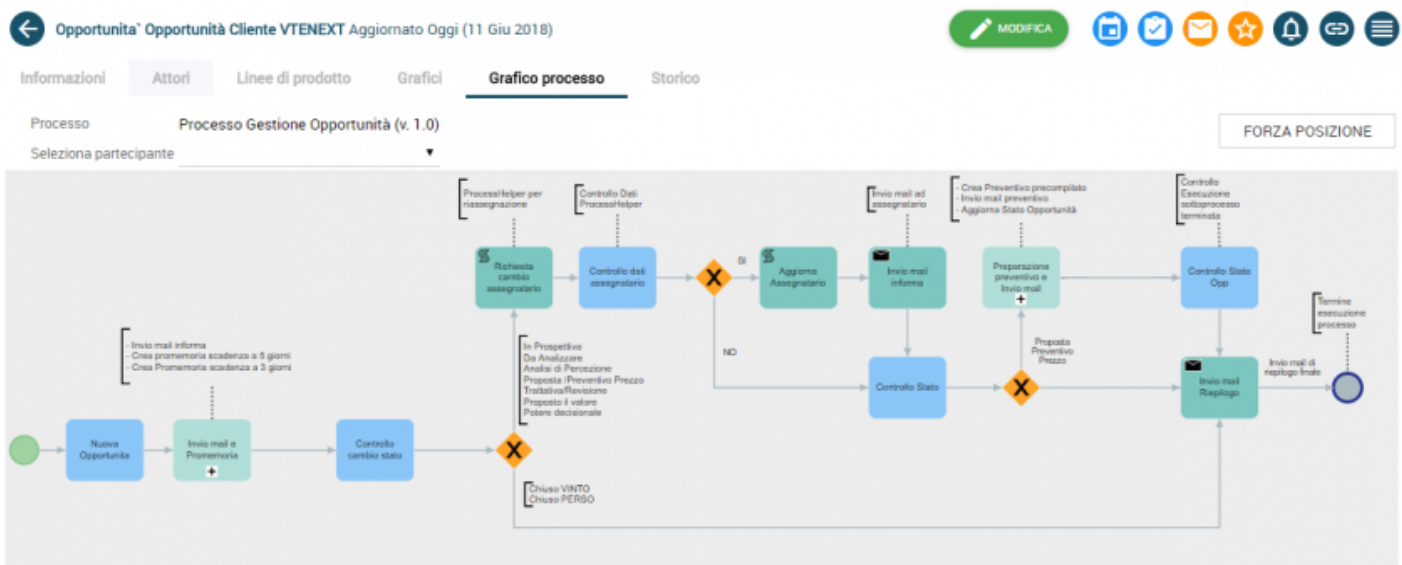 Opportunita` Opportunità Cliente VTENEXT Aggiornato Oggi (11 Giu 2018)
MODIFICA
Informazioni
Attori
Linee di prodotto
Grafici
Grafico processo
Storico
Processo
Processo Gestione Opportunità (v. 1.0)
FORZA POSIZIONE
Seleziona partecipante
ProcessHelper per
riassegnazione
Controllo Dati
ProcessHelper
Invio mail ad
assegnatario
- Crea Preventivo precompilato
- Invio mail preventivo
- Aggiorna Stato Opportunità
Controllo
Esecuzione
sottoprocesso
terminata
Richiesta
cambio
assegnatario
Controllo dati
assegnatario
SI
Aggiorna
Assegnatario
Invio mail
informa
Preparazione
preventivo e
Invio mail
Controllo Stato
Opp
Termine
esecuzione
processo
- Invio mail informa
- Crea promemoria scadenza a 5 giorni
- Crea Promemoria scadenza a 3 giorni
In Prospettiva
Da Analizzare
Analisi di Percezione
Proposta /Preventivo Prezzo
Trattativa/Revisione
Proposto il valore
Potere decisionale
NO
Proposta
Preventivo
Prezzo
Controllo Stato
Invio mail
Riepilogo
Invio mail di
riepilogo finale
Nuova
Opportunita
Invio mail e
Promemoria
Controllo
cambio stato
Chiuso VINTO
Chiuso PERSO